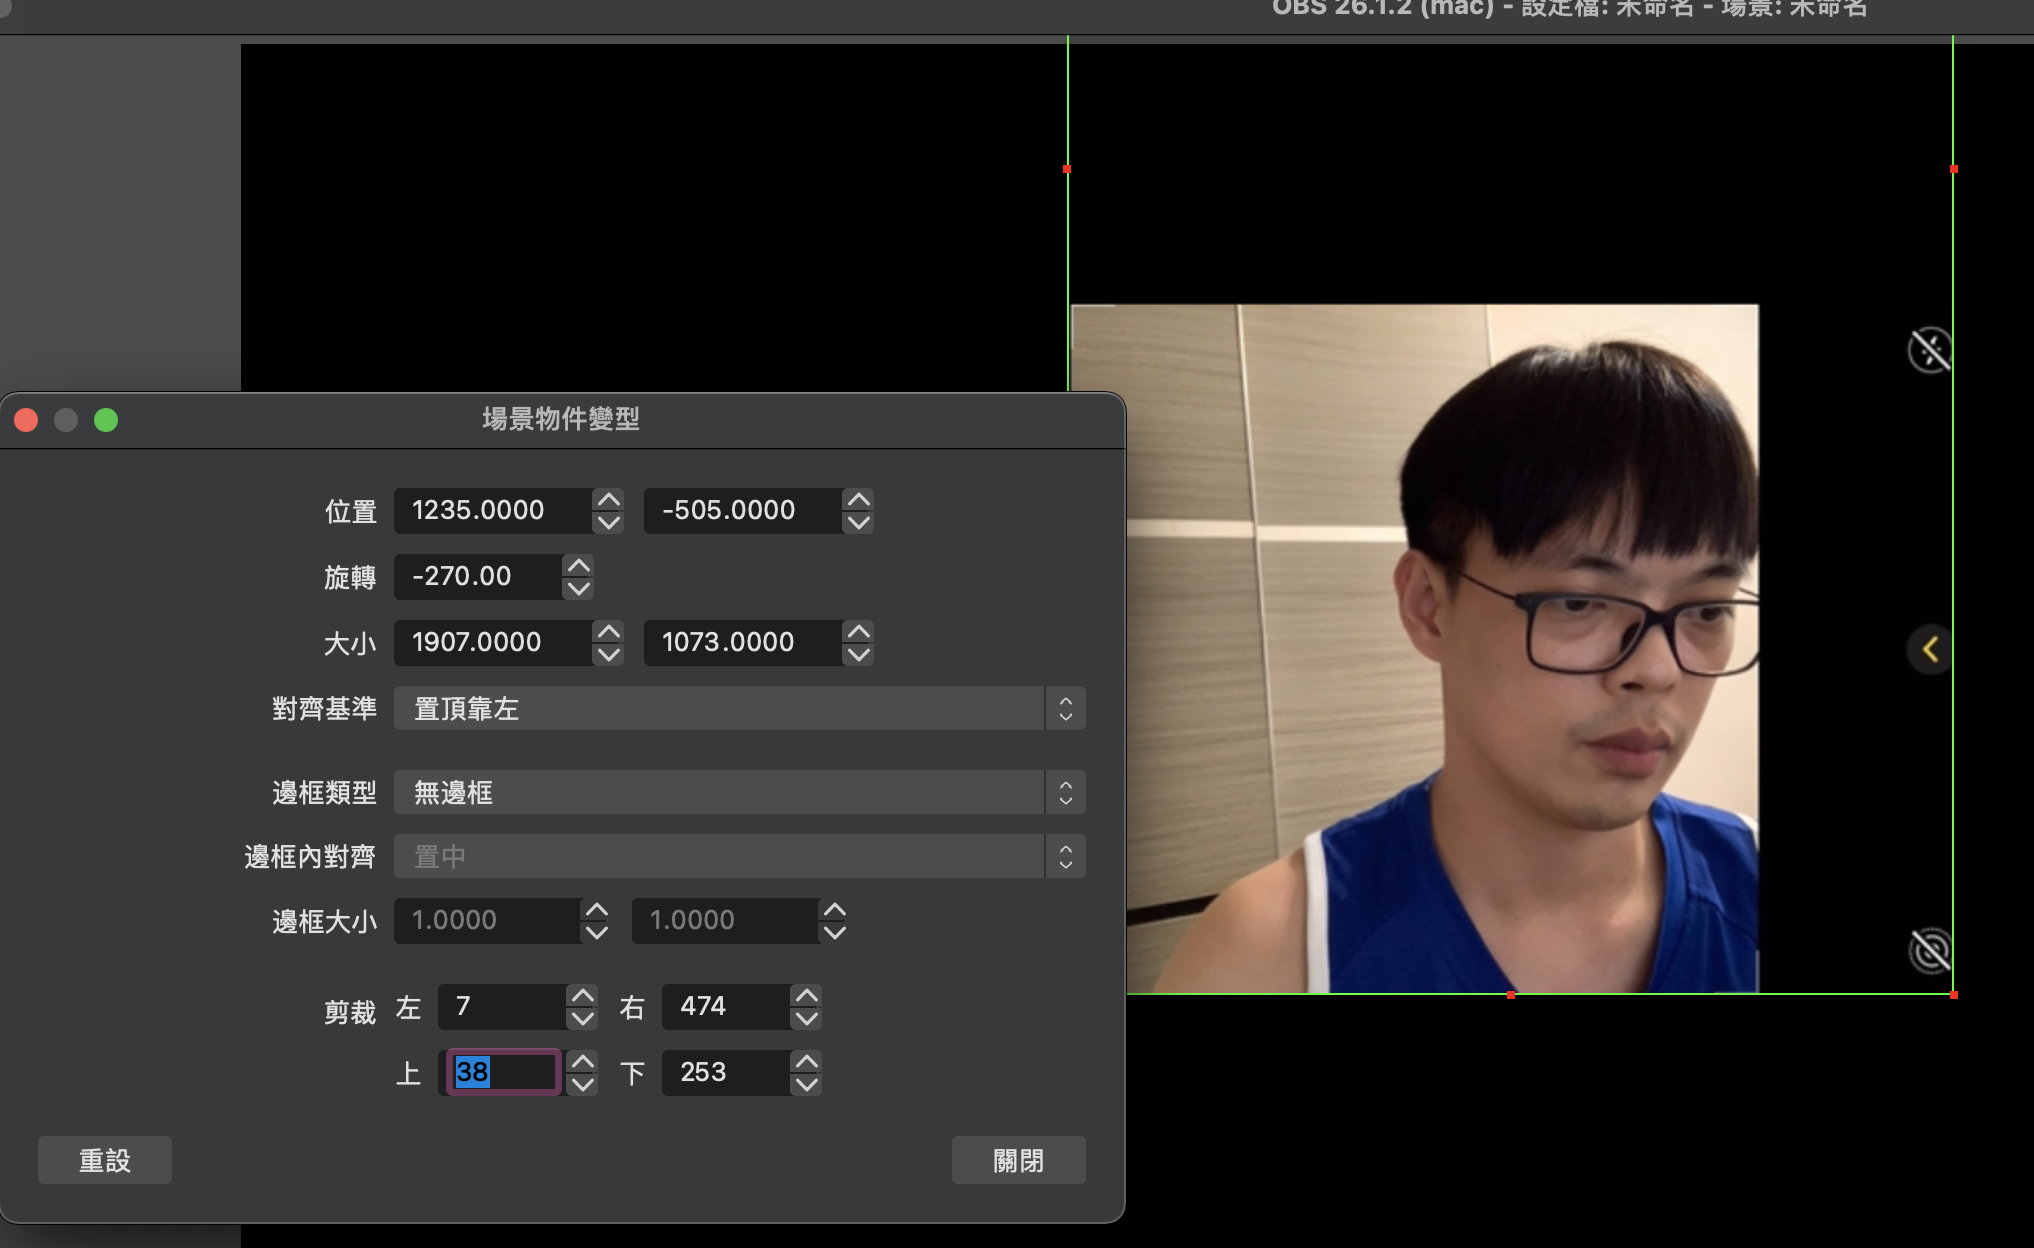 OBS 26.1.2 (mac) - 設定檔: 未命名 - 場景: 未命名
場景物件變型
位置 1235.0000 -505.0000
旋轉 -270.00
大小 1907.0000 1073.0000
對齊基準 置頂靠左
邊框類型 無邊框
邊框內對齊 置中
邊框大小 1.0000 1.0000
剪裁 左 7 右 474
上 38 下 253
重設 關閉